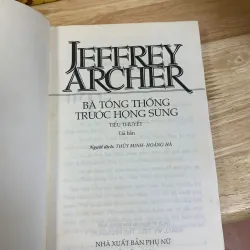 JEFFREY
ARCHER
BÀ TỔNG THỐNG
TRƯỚC HỌNG SÚNG
TIỂU THUYẾT
Tái bản
Người dịch: THÚY MINH - HOÀNG HÀ
NHÀ XUẤT BẢN PHỤ NỮ